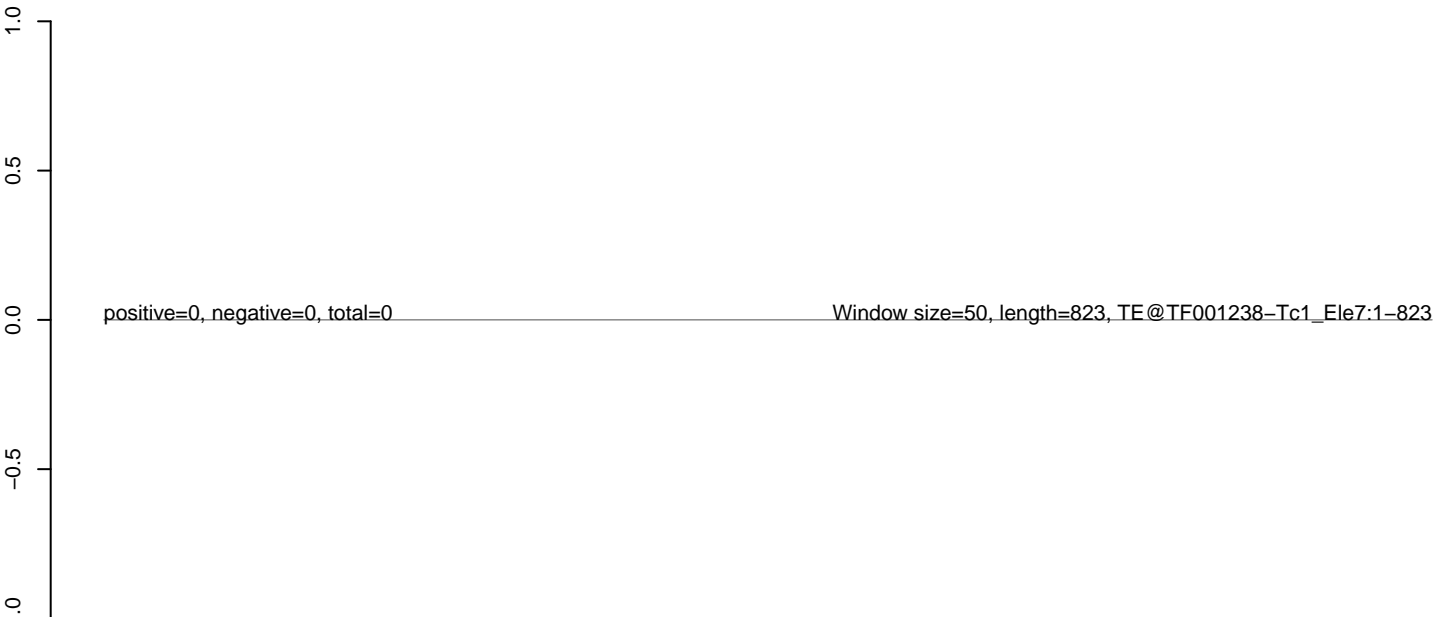 1.0
0.5
0.0
−0.5
.0
positive=0, negative=0, total=0
Window size=50, length=823, TE@TF001238−Tc1_Ele7:1−823